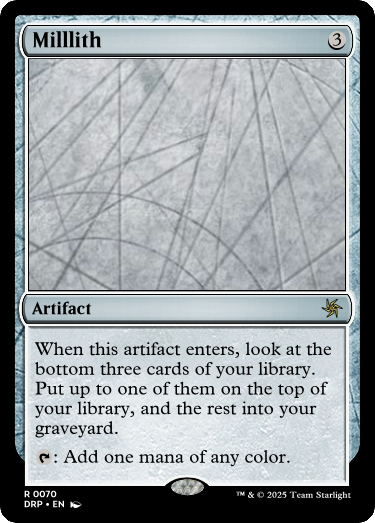 Milllith
3
Artifact
When this artifact enters, look at the
bottom three cards of your library.
Put up to one of them on the top of
your library, and the rest into your
graveyard.
: Add one mana of any color.
R 0070
DRP • EN
™ & © 2025 Team Starlight